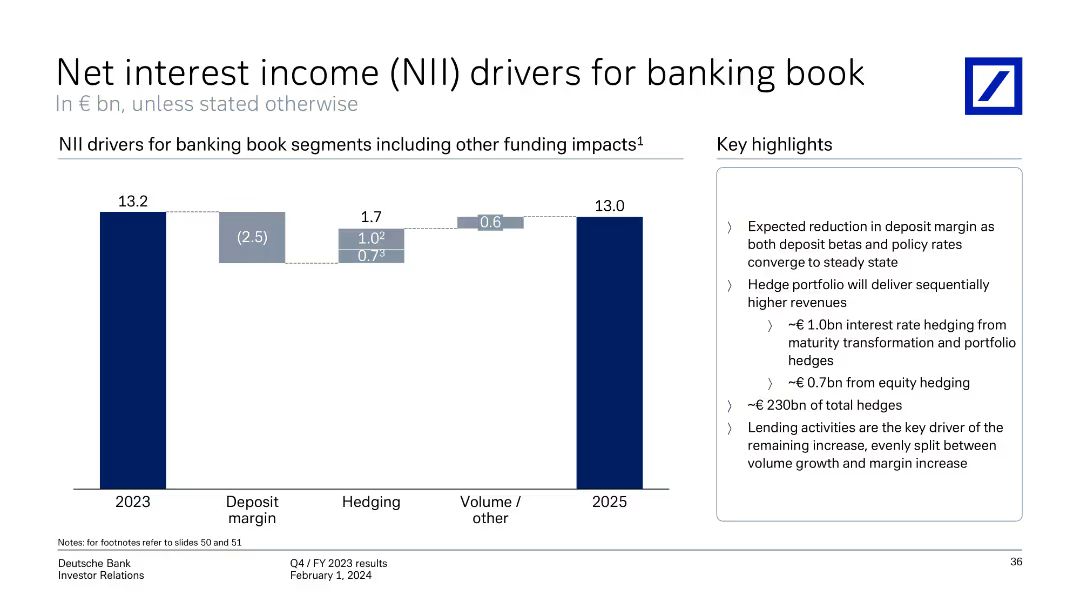 Net interest income (NII) drivers for banking book
In € bn, unless stated otherwise
NII drivers for banking book segments including other funding impacts¹
13.2
(2.5)
1.7
1.0²
0.7³
0.6
13.0
2023
Deposit
margin
Hedging
Volume /
other
2025
Key highlights
⟩ Expected reduction in deposit margin as
both deposit betas and policy rates
converge to steady state
⟩ Hedge portfolio will deliver sequentially
higher revenues
⟩ ~€ 1.0bn interest rate hedging from
maturity transformation and portfolio
hedges
⟩ ~€ 0.7bn from equity hedging
⟩ ~€ 230bn of total hedges
⟩ Lending activities are the key driver of the
remaining increase, evenly split between
volume growth and margin increase
Notes: for footnotes refer to slides 50 and 51
Deutsche Bank
Investor Relations
Q4 / FY 2023 results
February 1, 2024
36